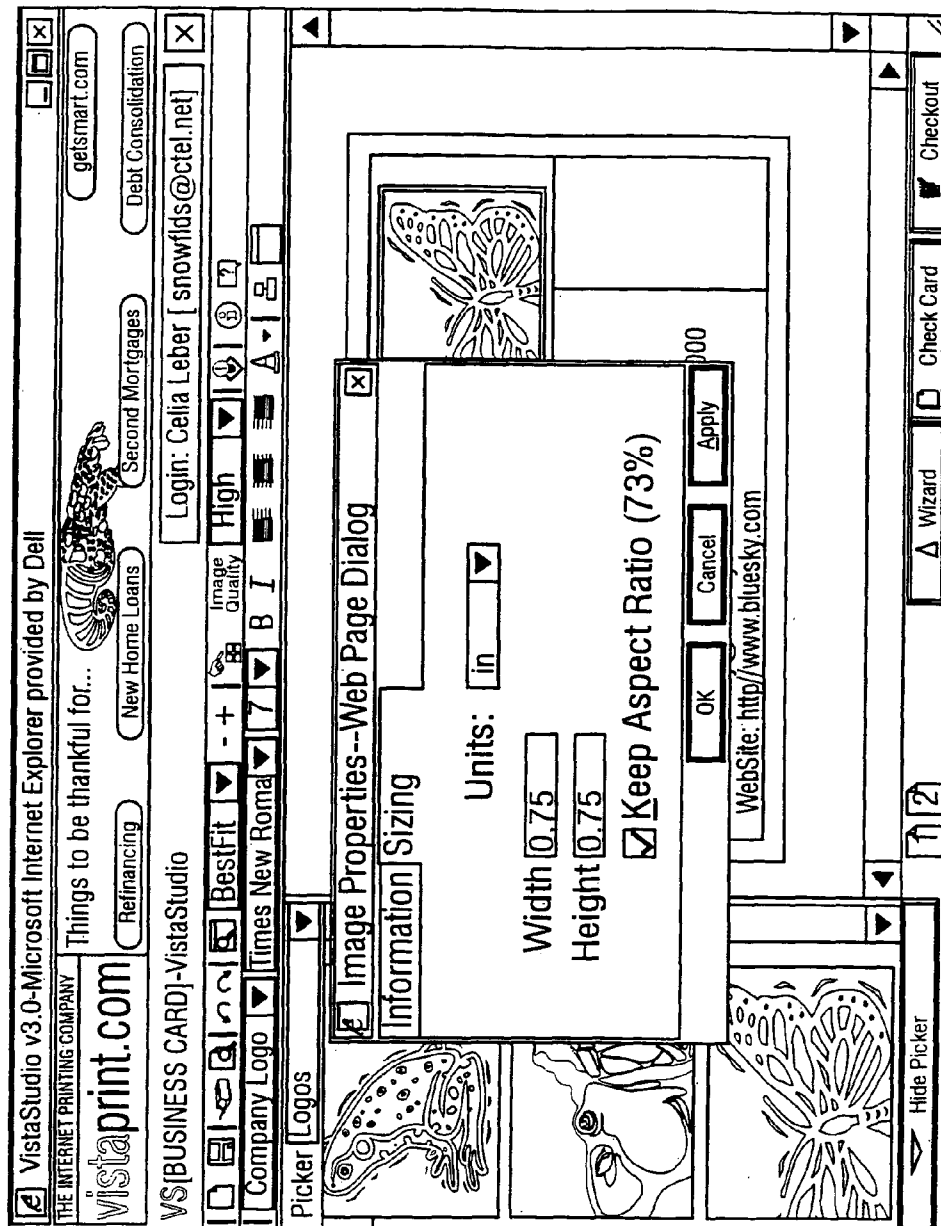 VistaStudio v3.0-Microsoft Internet Explorer provided by Dell
THE INTERNET PRINTING COMPANY
vistaprint.com
Things to be thankful for...
getsmart.com
Refinancing
New Home Loans
Second Mortgages
Debt Consolidation
VS[BUSINESS CARD]-VistaStudio
Login: Celia Leber [ snowflds@ctel.net]
BestFit
- +
Image Quality
High
Company Logo
Times New Roma
7
B I
A
Picker
Logos
Image Properties--Web Page Dialog
Information
Sizing
Units: in
Width 0.75
Height 0.75
Keep Aspect Ratio (73%)
OK
Cancel
Apply
000
WebSite: http//www.bluesky.com
Hide Picker
1 2
Wizard
Check Card
Checkout